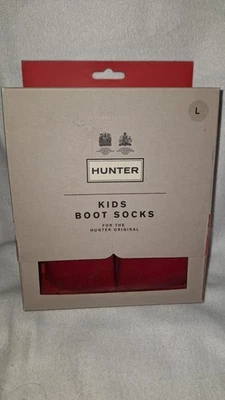 L
HUNTER
KIDS
BOOT SOCKS
FOR THE
HUNTER ORIGINAL